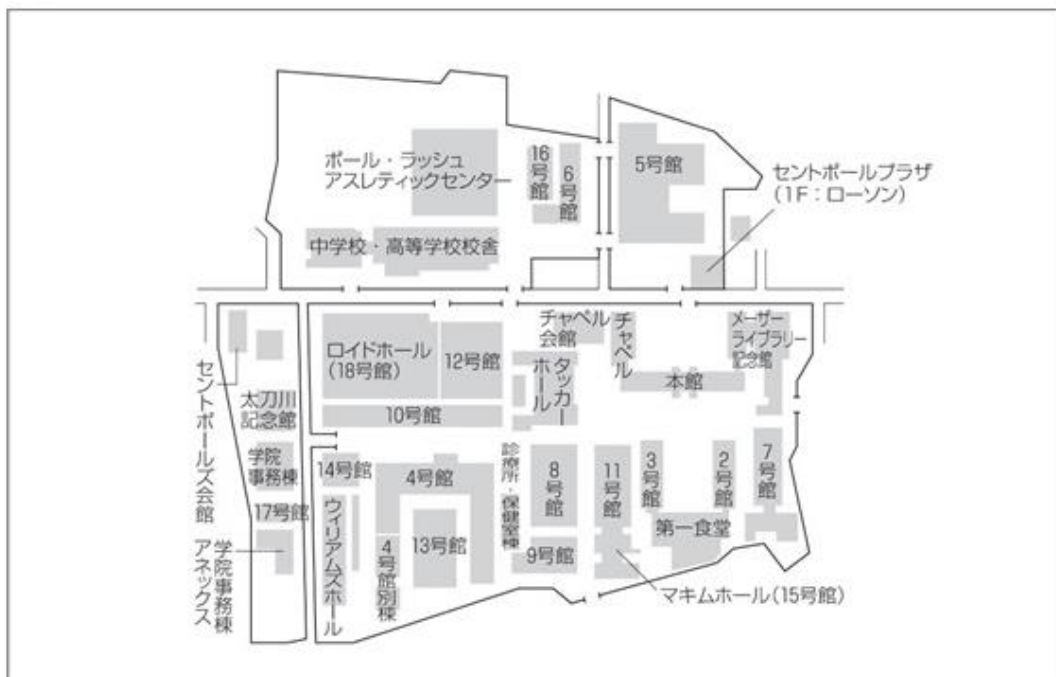 ポール・ラッシュ
アスレティックセンター
16号館
6号館
5号館
セントポールプラザ
(1F:ローソン)
中学校・高等学校校舎
チャペル
会館
チャペル
メーザー
ライブラリー
記念館
ロイドホール
(18号館)
12号館
タッカー
ホール
本館
セントポールズ会館
太刀川
記念館
10号館
学院
事務棟
14号館
4号館
診療所・保健室棟
8号館
11号館
3号館
2号館
7号館
17号館
ウィリアムズホール
13号館
第一食堂
学院事務棟
アネックス
4号館別棟
9号館
マキムホール(15号館)